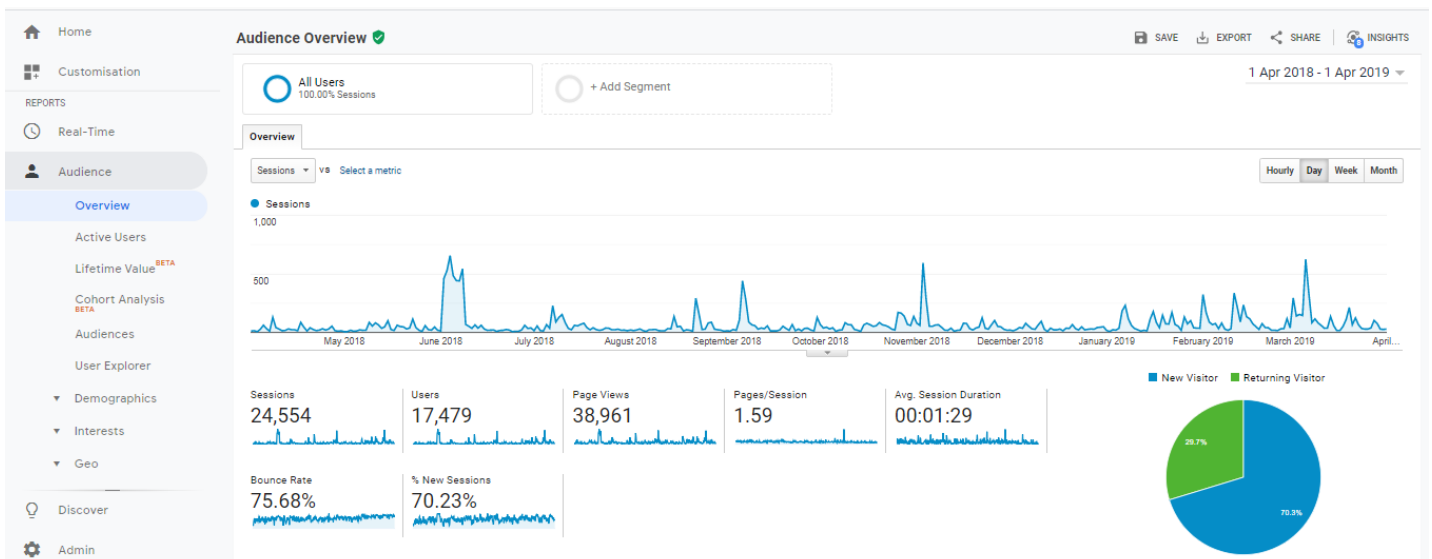 Home
Customisation
REPORTS
Real-Time
Audience
Overview
Active Users
Lifetime Value BETA
Cohort Analysis
BETA
Audiences
User Explorer
Demographics
Interests
Geo
Discover
Admin
Audience Overview
SAVE
EXPORT
SHARE
8
INSIGHTS
All Users
100.00% Sessions
+ Add Segment
1 Apr 2018 - 1 Apr 2019
Overview
Sessions
VS
Select a metric
Hourly
Day
Week
Month
Sessions
1,000
500
May 2018
June 2018
July 2018
August 2018
September 2018
October 2018
November 2018
December 2018
January 2019
February 2019
March 2019
April...
Sessions
24,554
Users
17,479
Page Views
38,961
Pages/Session
1.59
Avg. Session Duration
00:01:29
Bounce Rate
75.68%
% New Sessions
70.23%
New Visitor
Returning Visitor
29.7%
70.3%